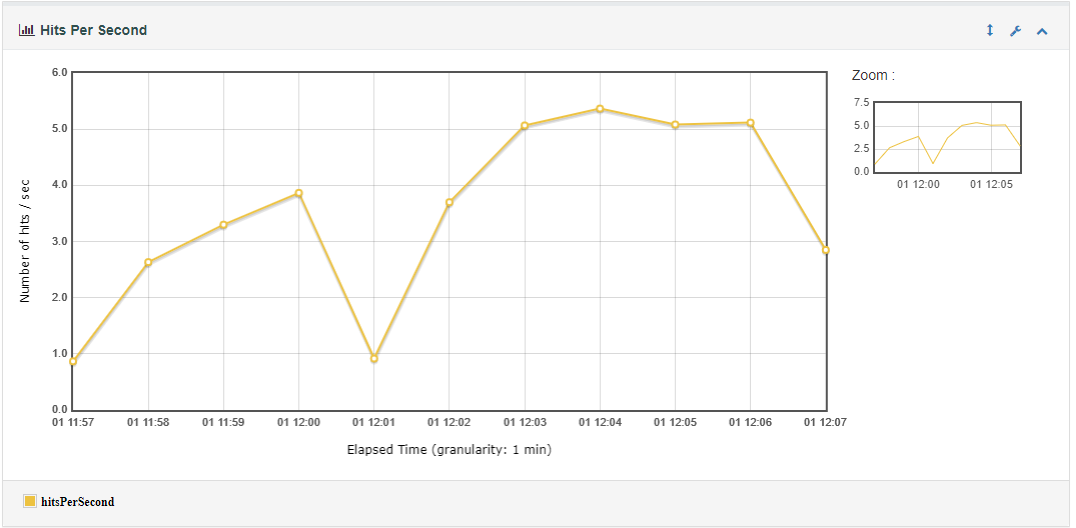 Hits Per Second
Zoom :
6.0
5.0
4.0
3.0
2.0
1.0
0.0
Number of hits / sec
01 11:57 01 11:58 01 11:59 01 12:00 01 12:01 01 12:02 01 12:03 01 12:04 01 12:05 01 12:06 01 12:07
Elapsed Time (granularity: 1 min)
7.5
5.0
2.5
0.0
01 12:00 01 12:05
hitsPerSecond